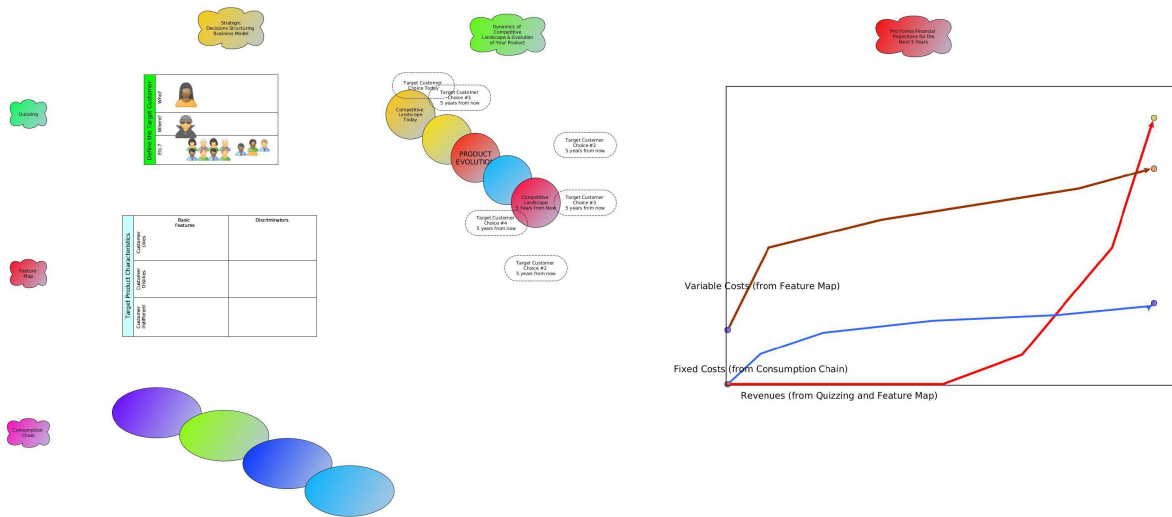 Strategic
Decisions Structuring
Business Model
Dynamics of
Competitive
Landscape & Evolution
of Your Product
Pro Forma Financial
Projections for the
Next 5 Years
Quizzing
Define the Target Customer
Who?
Where?
Etc.?
Target Customer
Choice Today
Target Customer
Choice #1
5 years from now
Competitive
Landscape
Today
PRODUCT
EVOLUTION
Target Customer
Choice #2
5 years from now
Competitive
Landscape
5 Years from Now
Target Customer
Choice #3
5 years from now
Target Customer
Choice #4
5 years from now
Target Customer
Choice #2
5 years from now
Feature
Map
Target Product Characteristics
Basic
Features
Discriminators
Customer
Likes
Customer
Dislikes
Customer
Indifferent
Consumption
Chain
Variable Costs (from Feature Map)
Fixed Costs (from Consumption Chain)
Revenues (from Quizzing and Feature Map)